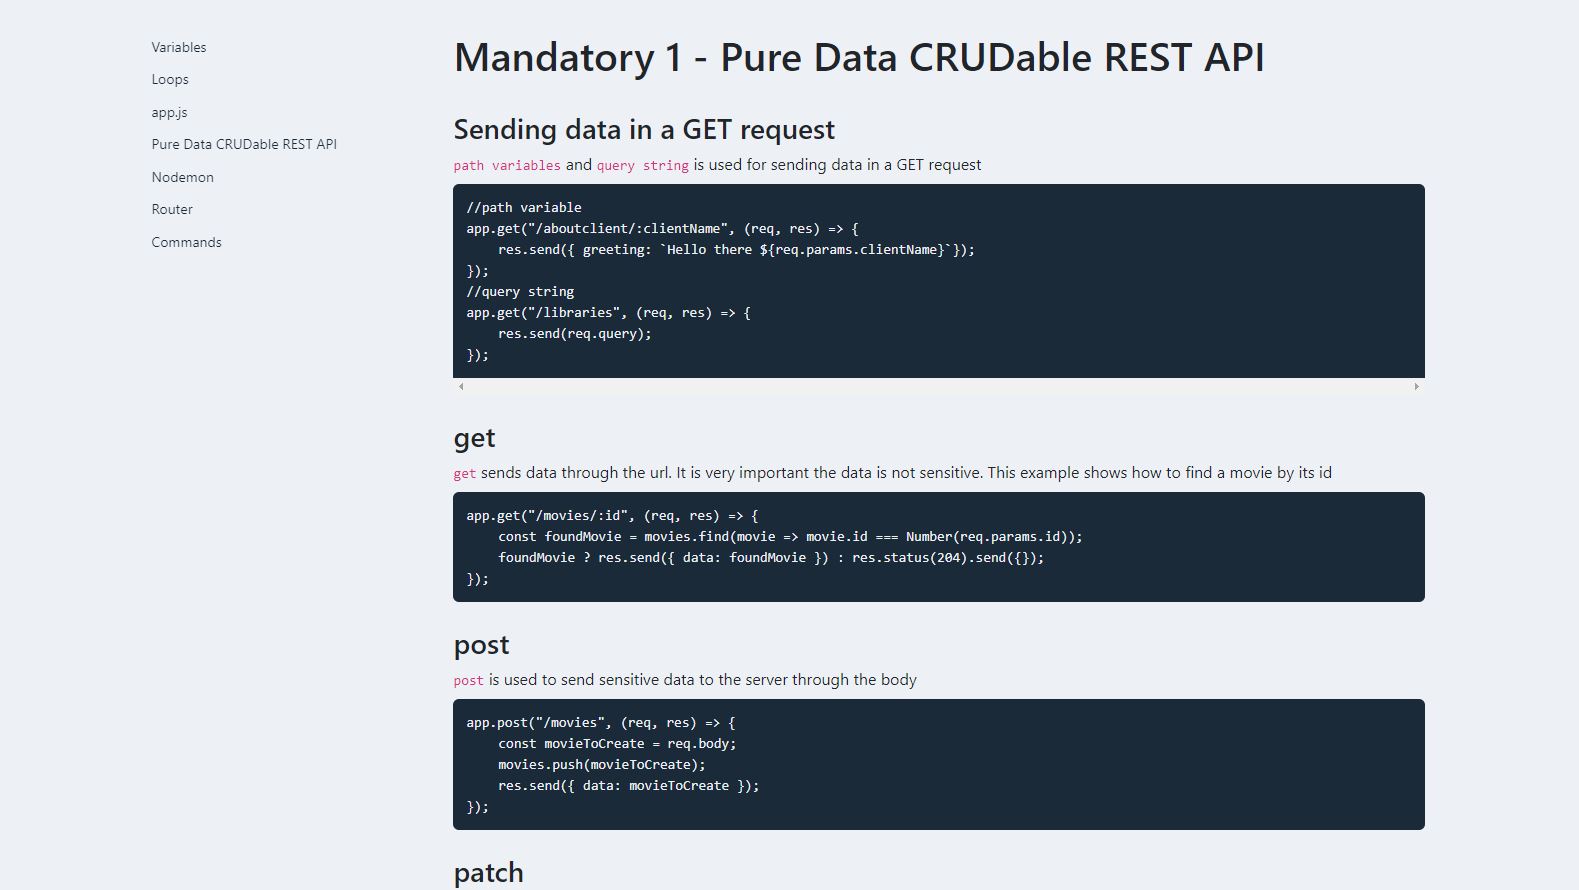 Variables
Loops
app.js
Pure Data CRUDable REST API
Nodemon
Router
Commands
Mandatory 1 - Pure Data CRUDable REST API
Sending data in a GET request
path variables and query string is used for sending data in a GET request
//path variable
app.get("/aboutclient/:clientName", (req, res) => {
    res.send({ greeting: `Hello there ${req.params.clientName}`});
});
//query string
app.get("/libraries", (req, res) => {
    res.send(req.query);
});
get
get sends data through the url. It is very important the data is not sensitive. This example shows how to find a movie by its id
app.get("/movies/:id", (req, res) => {
    const foundMovie = movies.find(movie => movie.id === Number(req.params.id));
    foundMovie ? res.send({ data: foundMovie }) : res.status(204).send({});
});
post
post is used to send sensitive data to the server through the body
app.post("/movies", (req, res) => {
    const movieToCreate = req.body;
    movies.push(movieToCreate);
    res.send({ data: movieToCreate });
});
patch